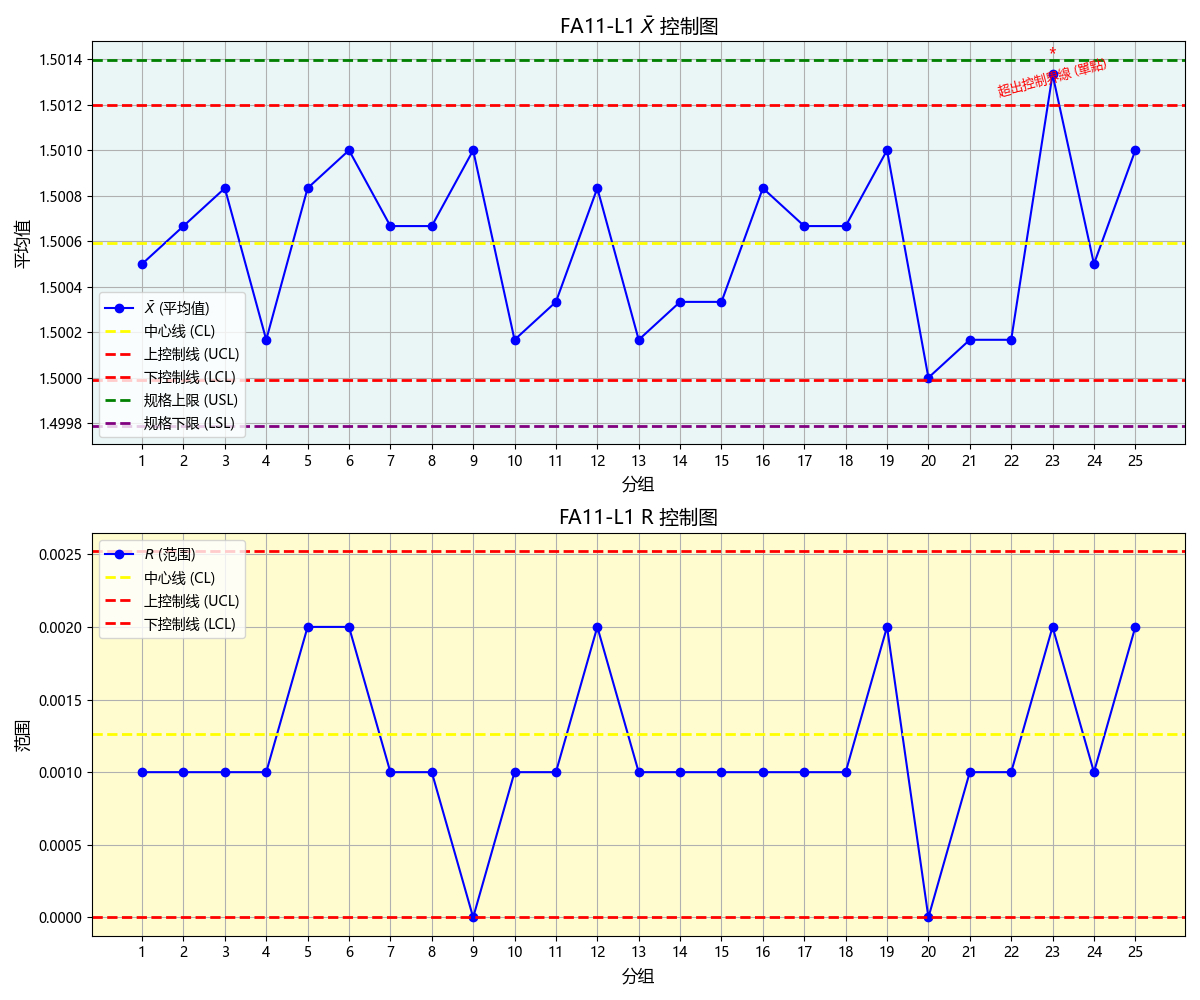 FA11-L1 X̄ 控制图
平均值
1.5014
1.5012
1.5010
1.5008
1.5006
1.5004
1.5002
1.5000
1.4998
*
超出控制界線 (單點)
X̄ (平均值)
中心线 (CL)
上控制线 (UCL)
下控制线 (LCL)
规格上限 (USL)
规格下限 (LSL)
1 2 3 4 5 6 7 8 9 10 11 12 13 14 15 16 17 18 19 20 21 22 23 24 25
分组
FA11-L1 R 控制图
范围
0.0025
0.0020
0.0015
0.0010
0.0005
0.0000
R (范围)
中心线 (CL)
上控制线 (UCL)
下控制线 (LCL)
1 2 3 4 5 6 7 8 9 10 11 12 13 14 15 16 17 18 19 20 21 22 23 24 25
分组